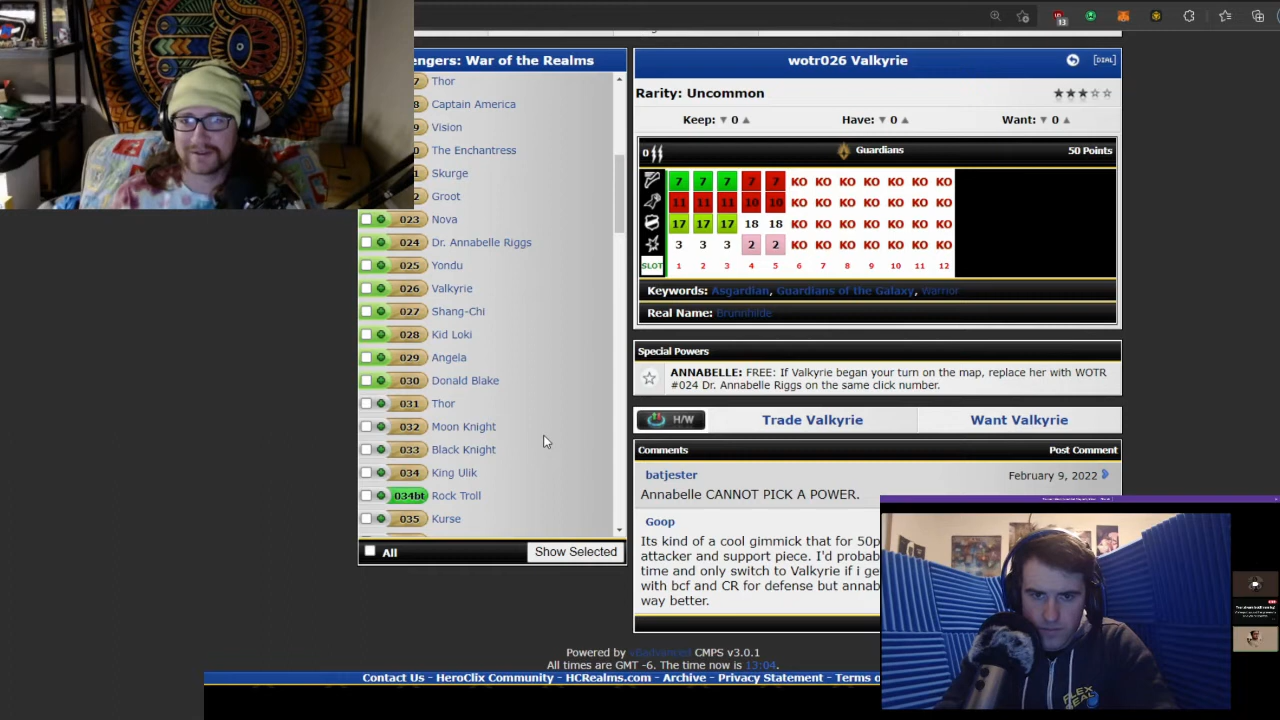 13
engers: War of the Realms
7 Thor
8 Captain America
9 Vision
0 The Enchantress
1 Skurge
2 Groot
023 Nova
024 Dr. Annabelle Riggs
025 Yondu
026 Valkyrie
027 Shang-Chi
028 Kid Loki
029 Angela
030 Donald Blake
031 Thor
032 Moon Knight
033 Black Knight
034 King Ulik
034bt Rock Troll
035 Kurse
All Show Selected
wotr026 Valkyrie [DIAL]
Rarity: Uncommon
Keep: ▼ 0 ▲ Have: ▼ 0 ▲ Want: ▼ 0 ▲
0 Guardians 50 Points
7 7 7 7 7 KO KO KO KO KO KO KO
11 11 11 10 10 KO KO KO KO KO KO KO
17 17 17 18 18 KO KO KO KO KO KO KO
3 3 3 2 2 KO KO KO KO KO KO KO
SLOT 1 2 3 4 5 6 7 8 9 10 11 12
Keywords: Asgardian, Guardians of the Galaxy, Warrior
Real Name: Brunnhilde
Special Powers
ANNABELLE: FREE: If Valkyrie began your turn on the map, replace her with WOTR
#024 Dr. Annabelle Riggs on the same click number.
H/W Trade Valkyrie Want Valkyrie
Comments Post Comment
batjester February 9, 2022
Annabelle CANNOT PICK A POWER.
Goop
Its kind of a cool gimmick that for 50p
attacker and support piece. I'd probab
time and only switch to Valkyrie if i ge
with bcf and CR for defense but annab
way better.
Powered by CMPS v3.0.1
All times are GMT -6. The time now is 13:04.
Contact Us - HeroClix Community - HCRealms.com - Archive - Privacy Statement - Terms o
FLEX
SEAL